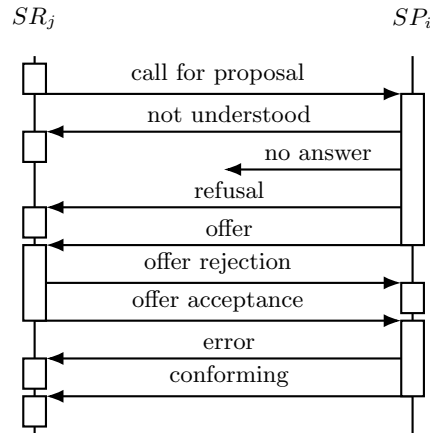 SR_j SP_i
call for proposal
not understood
no answer
refusal
offer
offer rejection
offer acceptance
error
conforming